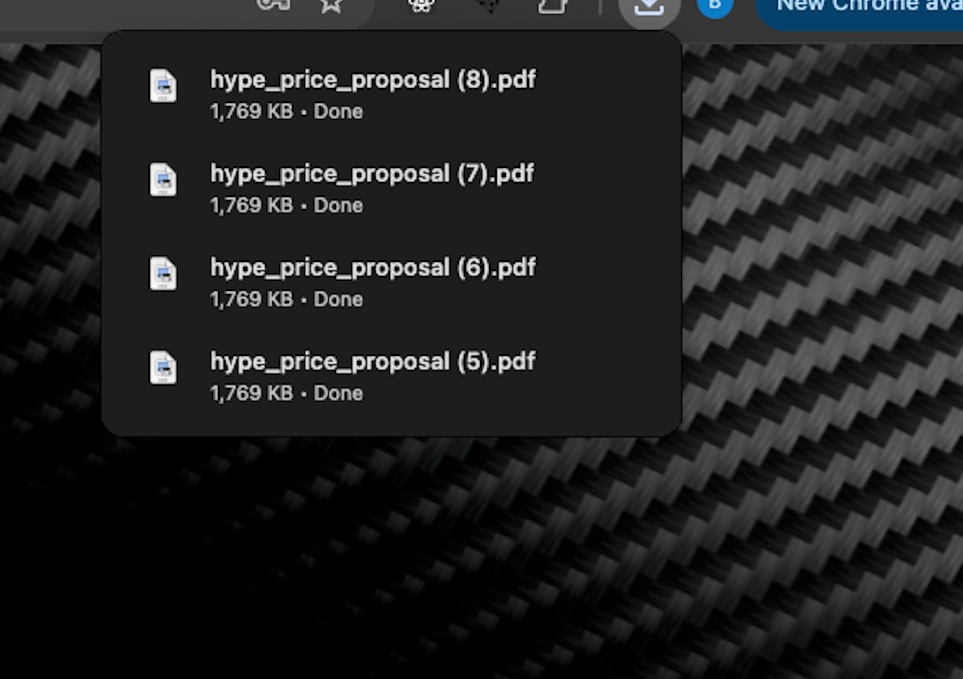 B
New Chrome ava
hype_price_proposal (8).pdf
1,769 KB • Done
hype_price_proposal (7).pdf
1,769 KB • Done
hype_price_proposal (6).pdf
1,769 KB • Done
hype_price_proposal (5).pdf
1,769 KB • Done